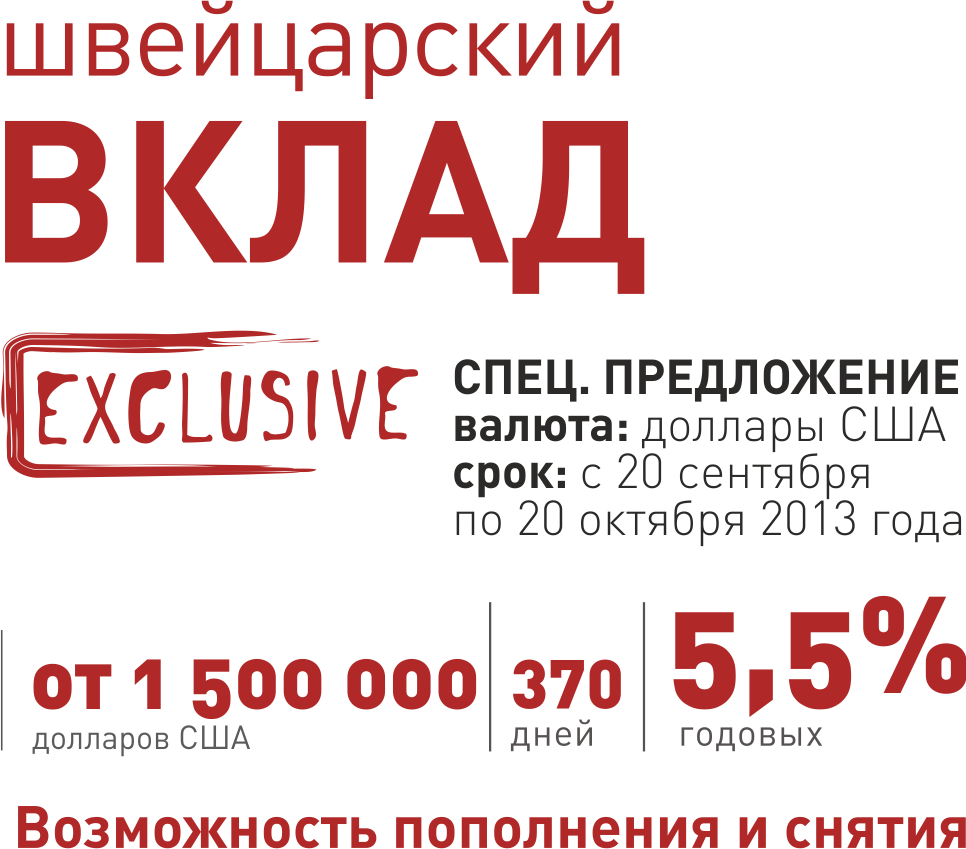 швейцарский
ВКЛАД
EXCLUSIVE
СПЕЦ. ПРЕДЛОЖЕНИЕ
валюта: доллары США
срок: с 20 сентября
по 20 октября 2013 года
от 1 500 000
долларов США
370
дней
5,5%
годовых
Возможность пополнения и снятия